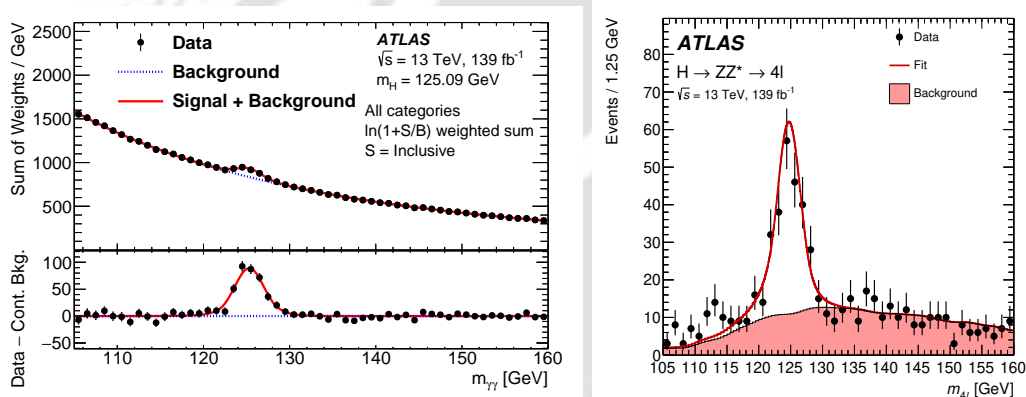 Sum of Weights / GeV
2500
2000
1500
1000
500
Data
Background
Signal + Background
ATLAS
√s = 13 TeV, 139 fb⁻¹
m_H = 125.09 GeV
All categories
ln(1+S/B) weighted sum
S = Inclusive
Data − Cont. Bkg.
100
50
0
−50
110 120 130 140 150 160
m_γγ [GeV]
Events / 1.25 GeV
80
70
60
50
40
30
20
10
0
ATLAS
H → ZZ* → 4l
√s = 13 TeV, 139 fb⁻¹
Data
Fit
Background
105 110 115 120 125 130 135 140 145 150 155 160
m_4l [GeV]